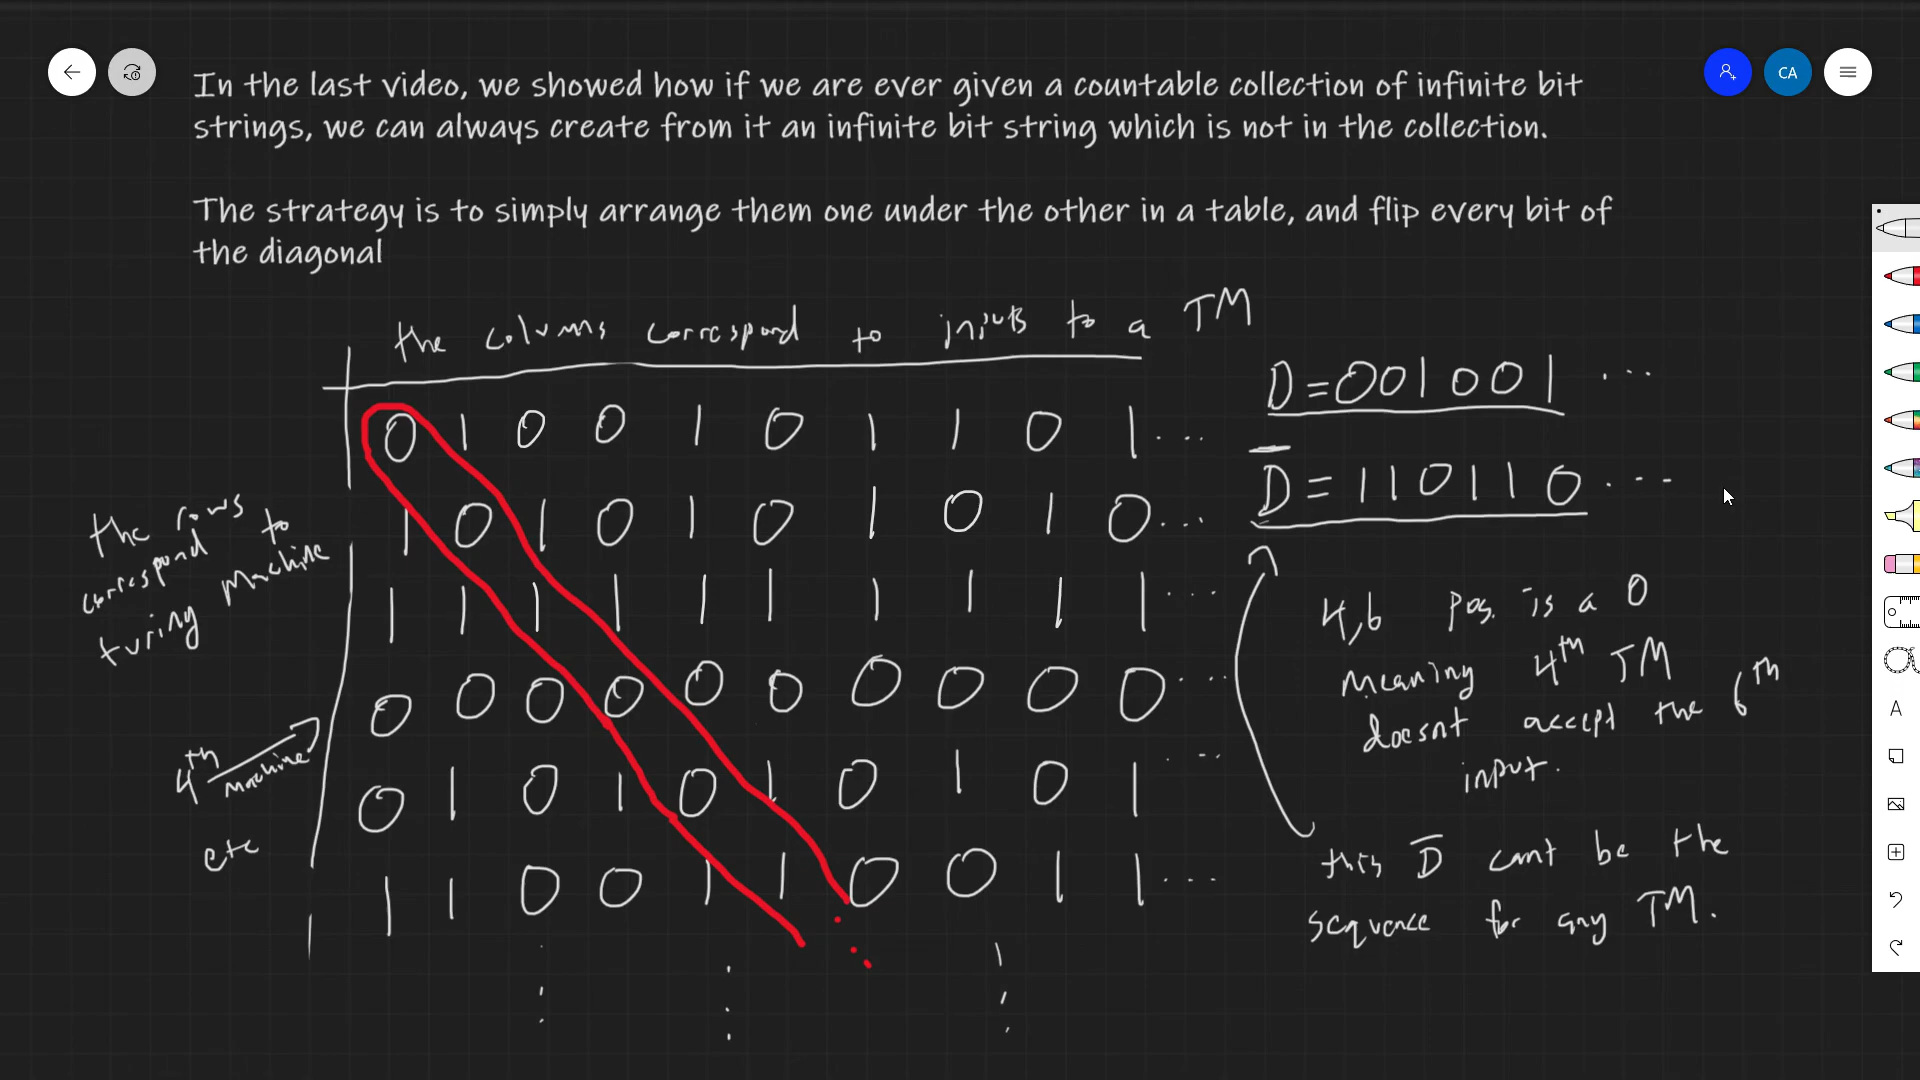 In the last video, we showed how if we are ever given a countable collection of infinite bit
strings, we can always create from it an infinite bit string which is not in the collection.
The strategy is to simply arrange them one under the other in a table, and flip every bit of
the diagonal
CA
the columns correspond to inputs to a TM
0 1 0 0 1 0 1 1 0 1 ...
1 0 1 0 1 0 1 0 1 0 ...
1 1 1 1 1 1 1 1 1 1 ...
0 0 0 0 0 0 0 0 0 0 ...
0 1 0 1 0 1 0 1 0 1 ...
1 1 0 0 1 1 0 0 1 1 ...
the rows
correspond to
turing machine
4th
machine
etc
D = 001001 ...
D̅ = 110110 ...
4,6 pos. is a 0
meaning 4th TM
doesnt accept the 6th
input.
this D̅ cant be the
sequence for any TM.
A